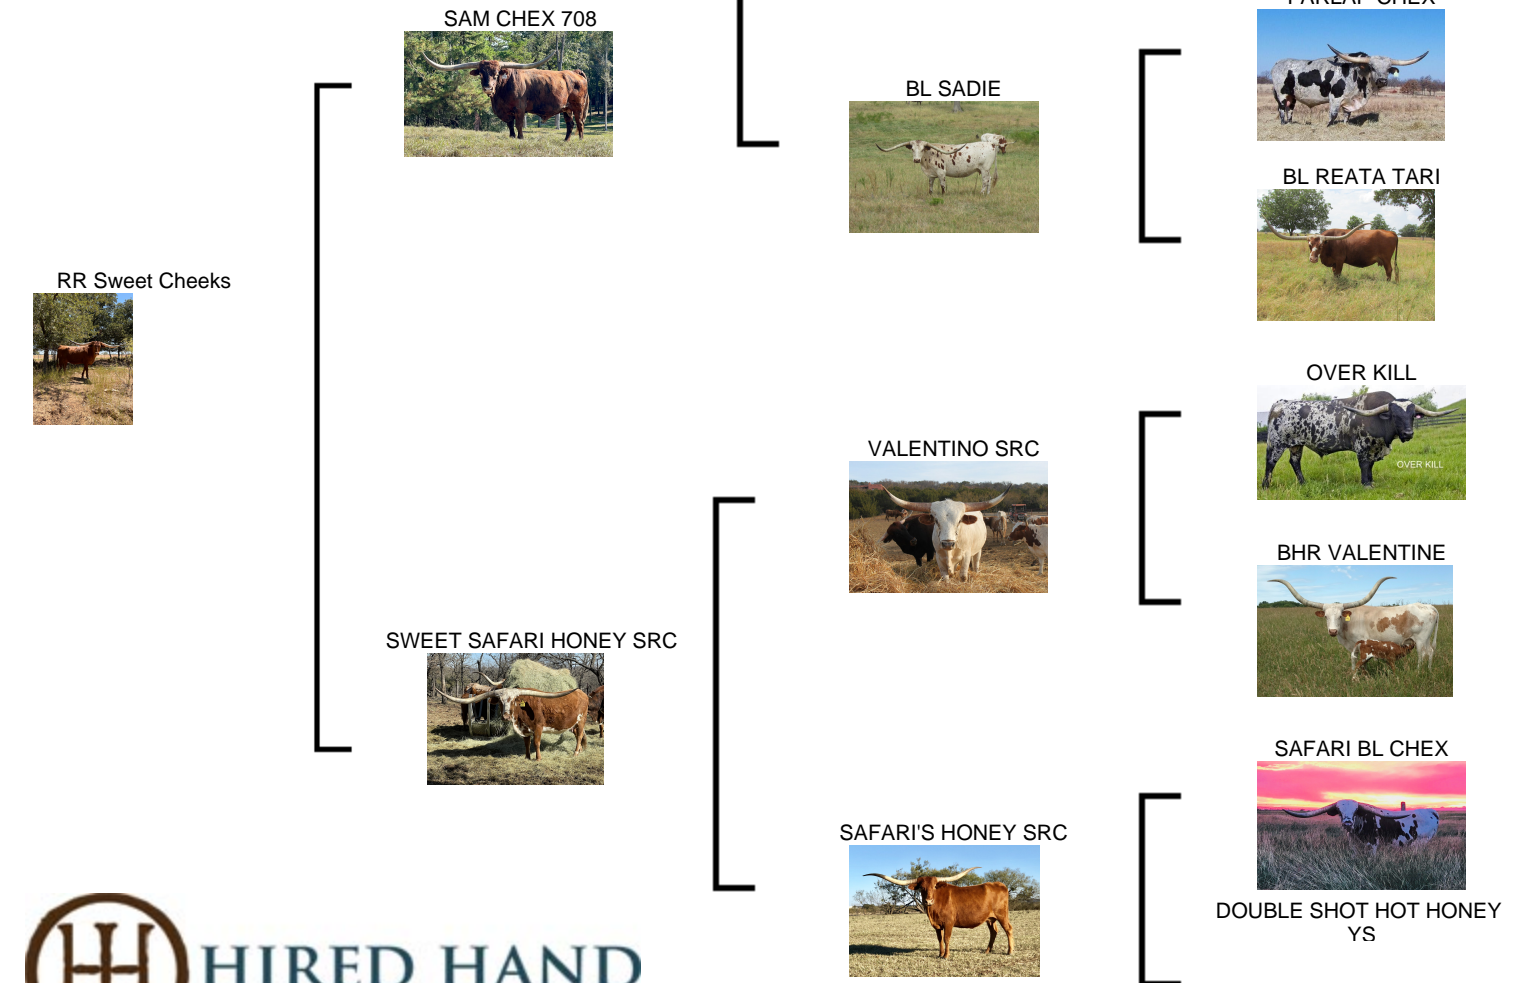 SAM CHEX 708
BL SADIE
BL REATA TARI
RR Sweet Cheeks
OVER KILL
OVER KILL
VALENTINO SRC
BHR VALENTINE
SWEET SAFARI HONEY SRC
SAFARI BL CHEX
SAFARI'S HONEY SRC
DOUBLE SHOT HOT HONEY
YS
HIRED HAND